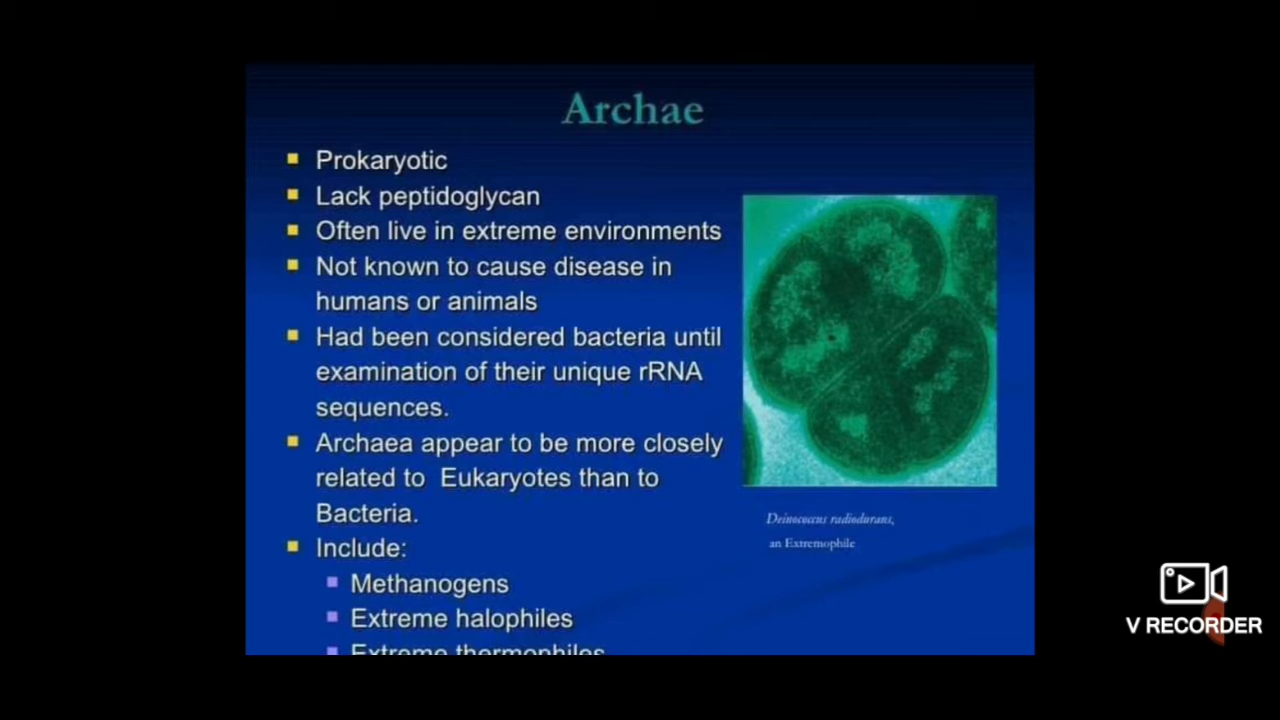 Archae
Prokaryotic
Lack peptidoglycan
Often live in extreme environments
Not known to cause disease in
humans or animals
Had been considered bacteria until
examination of their unique rRNA
sequences.
Archaea appear to be more closely
related to Eukaryotes than to
Bacteria.
Include:
Methanogens
Extreme halophiles
Extreme thermophiles
Deinococcus radiodurans,
an Extremophile
V RECORDER